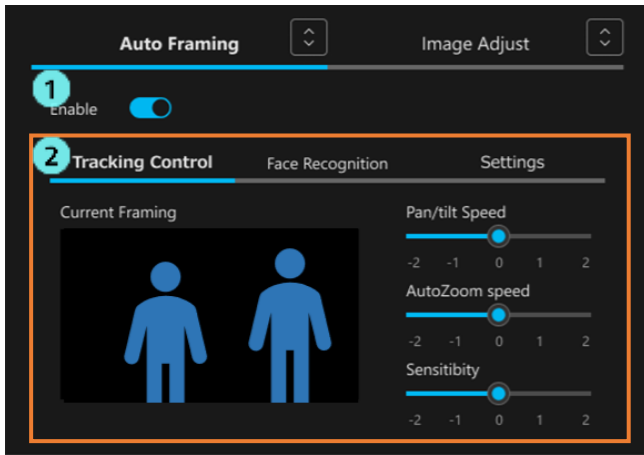 Auto Framing Image Adjust
1
Enable
2 Tracking Control Face Recognition Settings
Current Framing Pan/tilt Speed
-2 -1 0 1 2
AutoZoom speed
-2 -1 0 1 2
Sensitibity
-2 -1 0 1 2